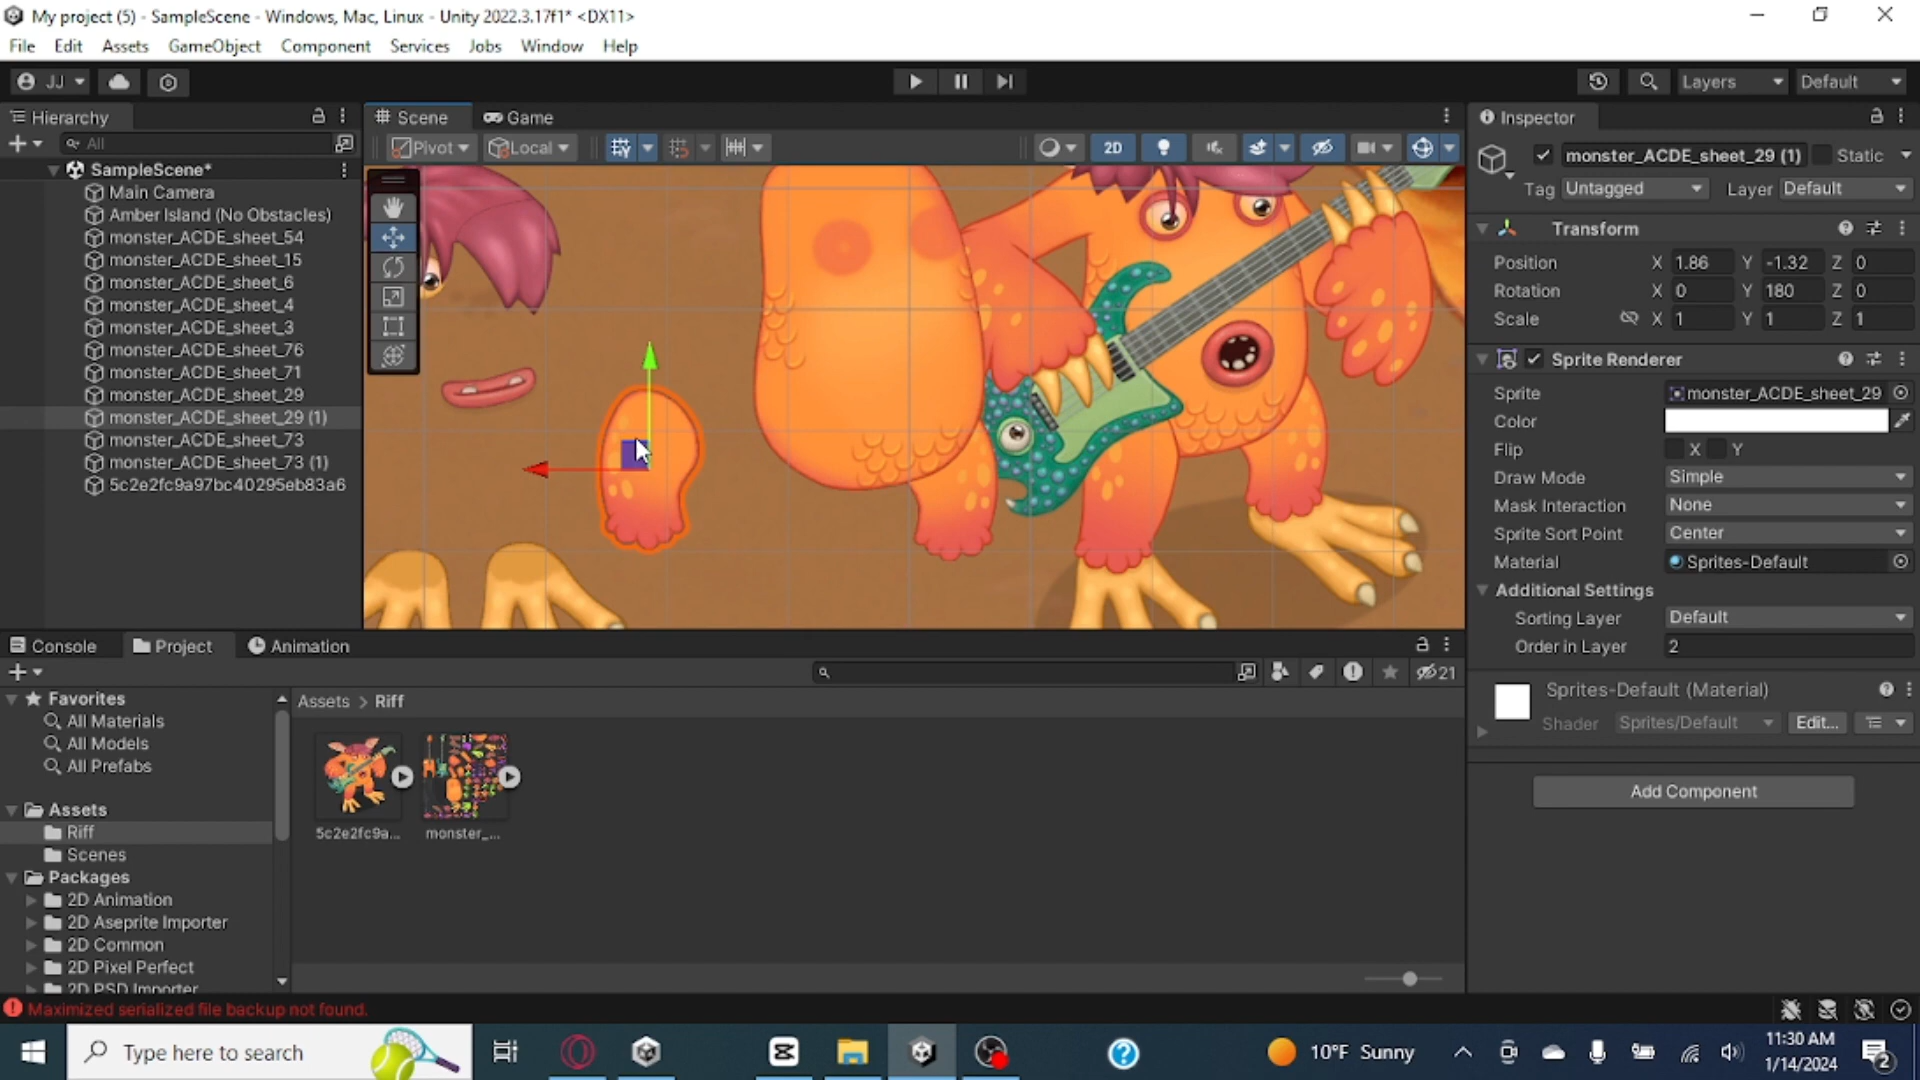 My project (5) - SampleScene - Windows, Mac, Linux - Unity 2022.3.17f1* <DX11>
File Edit Assets GameObject Component Services Jobs Window Help
JJ Layers Default
Hierarchy
All
SampleScene*
Main Camera
Amber Island (No Obstacles)
monster_ACDE_sheet_54
monster_ACDE_sheet_15
monster_ACDE_sheet_6
monster_ACDE_sheet_4
monster_ACDE_sheet_3
monster_ACDE_sheet_76
monster_ACDE_sheet_71
monster_ACDE_sheet_29
monster_ACDE_sheet_29 (1)
monster_ACDE_sheet_73
monster_ACDE_sheet_73 (1)
5c2e2fc9a97bc40295eb83a6
Scene Game
Pivot Local 2D
Inspector
monster_ACDE_sheet_29 (1) Static
Tag Untagged Layer Default
Transform
Position X 1.86 Y -1.32 Z 0
Rotation X 0 Y 180 Z 0
Scale X 1 Y 1 Z 1
Sprite Renderer
Sprite monster_ACDE_sheet_29
Color
Flip X Y
Draw Mode Simple
Mask Interaction None
Sprite Sort Point Center
Material Sprites-Default
Additional Settings
Sorting Layer Default
Order in Layer 2
Sprites-Default (Material)
Shader Sprites/Default Edit...
Add Component
Console Project Animation
21
Favorites
All Materials
All Models
All Prefabs
Assets
Riff
Scenes
Packages
2D Animation
2D Aseprite Importer
2D Common
2D Pixel Perfect
2D PSD Importer
Assets > Riff
5c2e2fc9a... monster_...
Maximized serialized file backup not found.
Type here to search
10°F Sunny
11:30 AM
1/14/2024
2